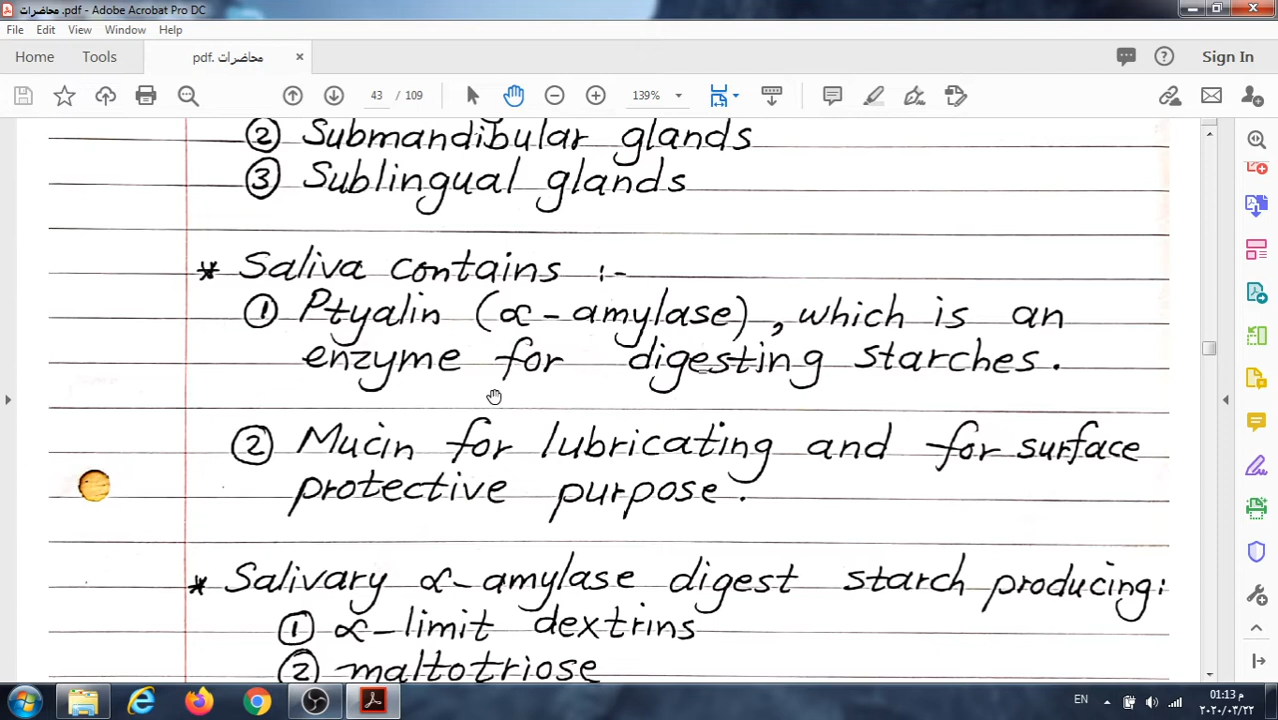 محاضرات.pdf - Adobe Acrobat Pro DC
File Edit View Window Help
Home Tools محاضرات.pdf × Sign In
43 / 109 139%
② Submandibular glands
③ Sublingual glands
* Saliva contains :-
① Ptyalin (α-amylase), which is an
enzyme for digesting starches.
② Mucin for lubricating and for surface
protective purpose.
* Salivary α-amylase digest starch producing:
① α-limit dextrins
② maltotriose
EN 01:13 م
٢٠٢٠/٠٣/٢٢